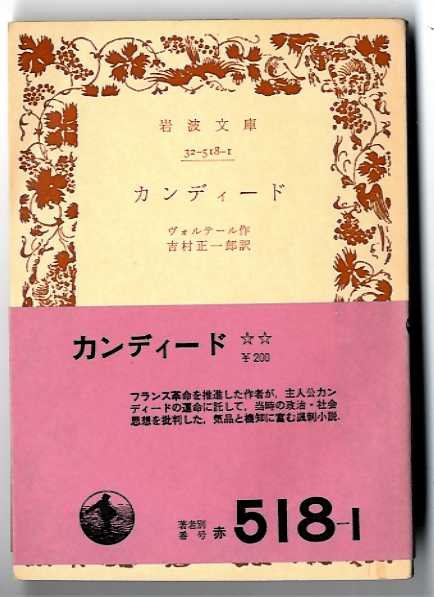 岩波文庫
32-518-1
カンディード
ヴォルテール作
吉村正一郎訳
カンディード ☆☆
¥200
フランス革命を推進した作者が，主人公カン
ディードの運命に託して，当時の政治・社会
思想を批判した，気品と機知に富む諷刺小説．
著者別
番号 赤 518-1